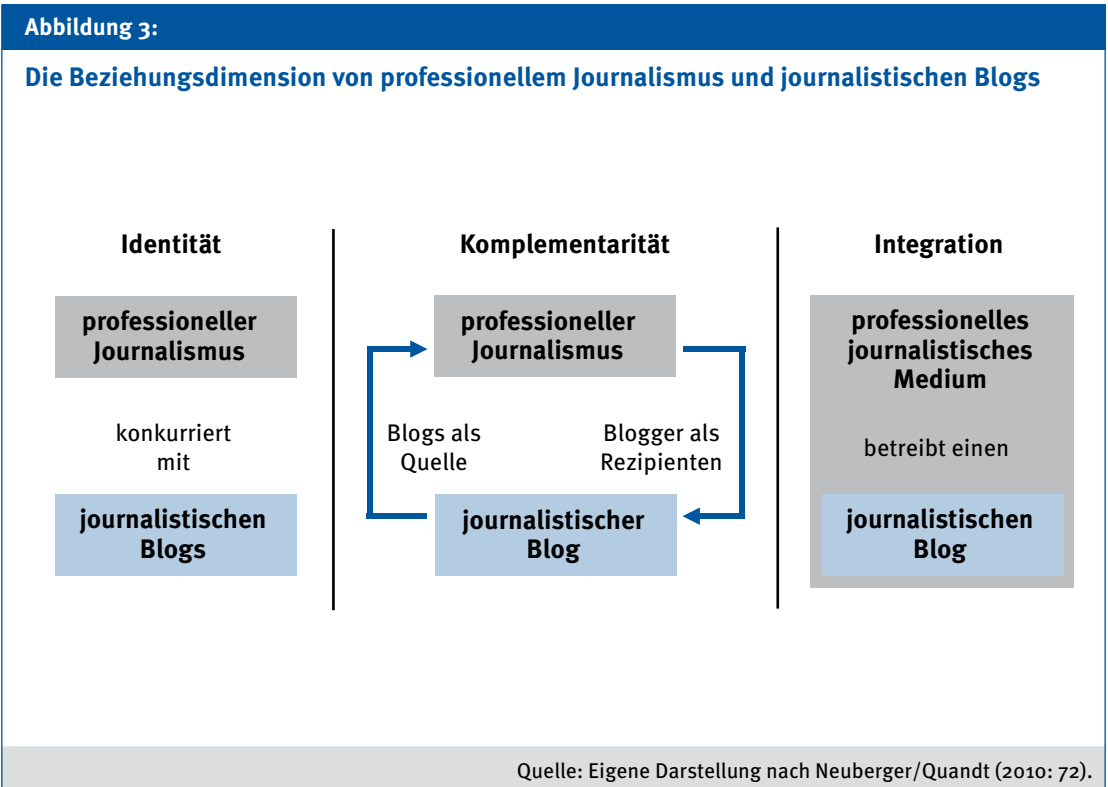 Abbildung 3:
Die Beziehungsdimension von professionellem Journalismus und journalistischen Blogs
Identität
professioneller
Journalismus
konkurriert
mit
journalistischen
Blogs
Komplementarität
professioneller
Journalismus
Blogs als
Quelle
Blogger als
Rezipienten
journalistischer
Blog
Integration
professionelles
journalistisches
Medium
betreibt einen
journalistischen
Blog
Quelle: Eigene Darstellung nach Neuberger/Quandt (2010: 72).